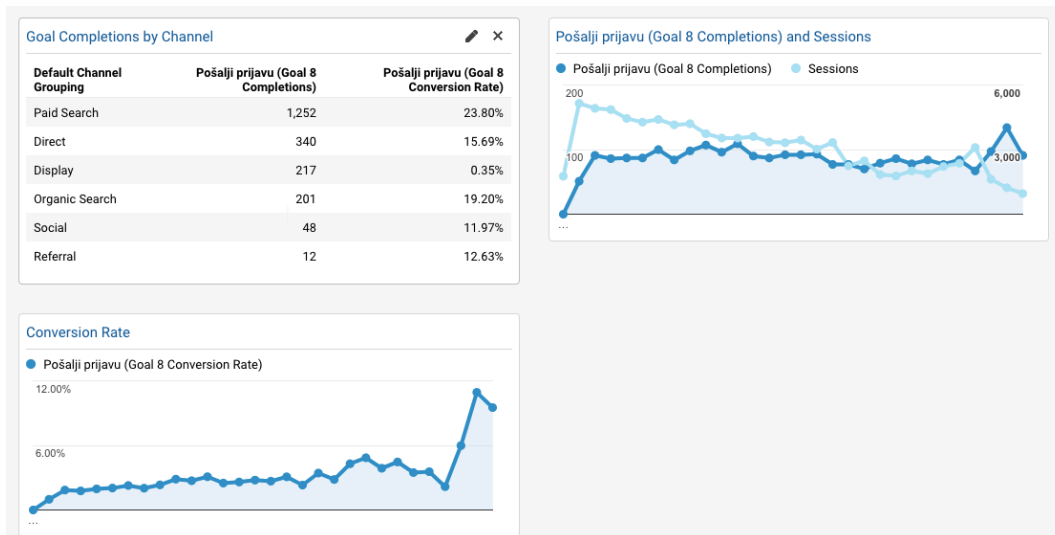 Goal Completions by Channel
Default Channel Grouping
Pošalji prijavu (Goal 8 Completions)
Pošalji prijavu (Goal 8 Conversion Rate)
Paid Search 1,252 23.80%
Direct 340 15.69%
Display 217 0.35%
Organic Search 201 19.20%
Social 48 11.97%
Referral 12 12.63%
Pošalji prijavu (Goal 8 Completions) and Sessions
Pošalji prijavu (Goal 8 Completions) Sessions
200 6,000
100 3,000
...
Conversion Rate
Pošalji prijavu (Goal 8 Conversion Rate)
12.00%
6.00%
...